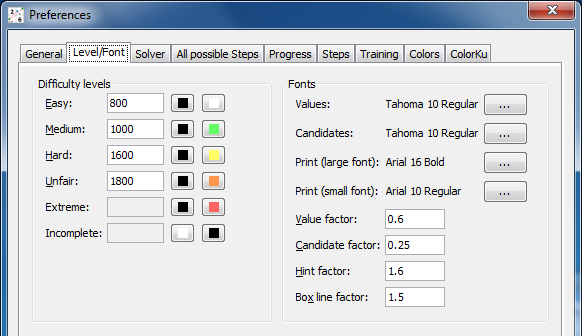 Preferences
General Level/Font Solver All possible Steps Progress Steps Training Colors ColorKu
Difficulty levels
Easy: 800
Medium: 1000
Hard: 1600
Unfair: 1800
Extreme:
Incomplete:
Fonts
Values: Tahoma 10 Regular ...
Candidates: Tahoma 10 Regular ...
Print (large font): Arial 16 Bold ...
Print (small font): Arial 10 Regular ...
Value factor: 0.6
Candidate factor: 0.25
Hint factor: 1.6
Box line factor: 1.5